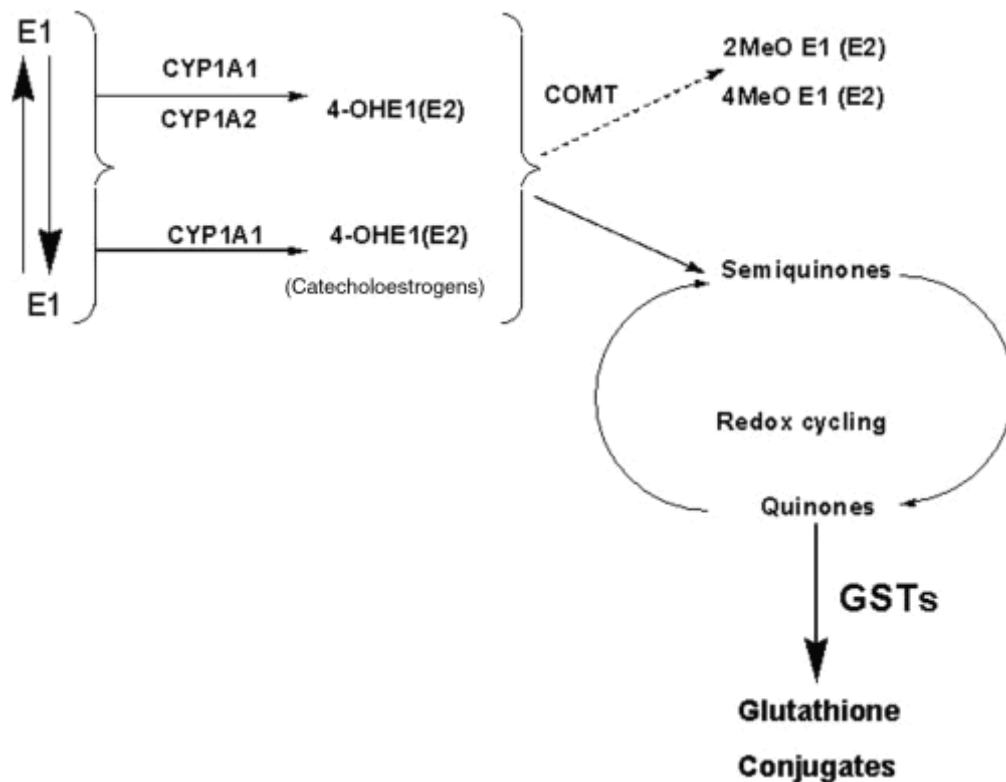 E1
CYP1A1
CYP1A2
4-OHE1(E2)
CYP1A1
4-OHE1(E2)
(Catecholoestrogens)
E1
COMT
2MeO E1 (E2)
4MeO E1 (E2)
Semiquinones
Redox cycling
Quinones
GSTs
Glutathione
Conjugates